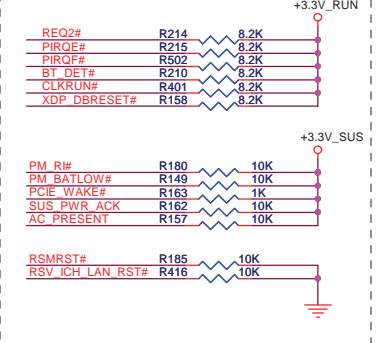 +3.3V_RUN
REQ2# R214 8.2K
PIRQE# R215 8.2K
PIRQF# R502 8.2K
BT_DET# R210 8.2K
CLKRUN# R401 8.2K
XDP_DBRESET# R158 8.2K
+3.3V_SUS
PM_RI# R180 10K
PM_BATLOW# R149 10K
PCIE_WAKE# R163 1K
SUS_PWR_ACK R162 10K
AC_PRESENT R157 10K
RSMRST# R185 10K
RSV_ICH_LAN_RST# R416 10K